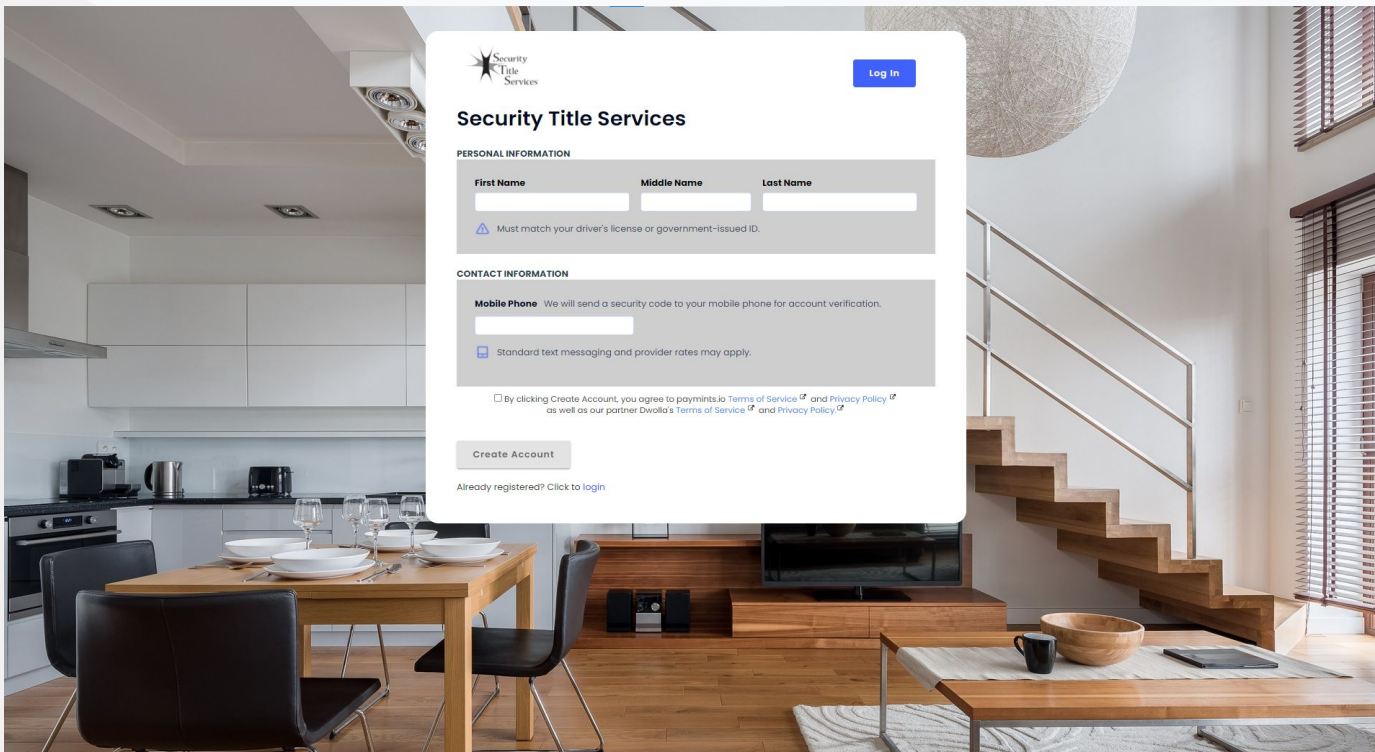 Security
Title
Services
Log In
Security Title Services
PERSONAL INFORMATION
First Name Middle Name Last Name
Must match your driver's license or government-issued ID.
CONTACT INFORMATION
Mobile Phone We will send a security code to your mobile phone for account verification.
Standard text messaging and provider rates may apply.
By clicking Create Account, you agree to paymints.io Terms of Service and Privacy Policy
as well as our partner Dwolla's Terms of Service and Privacy Policy.
Create Account
Already registered? Click to login